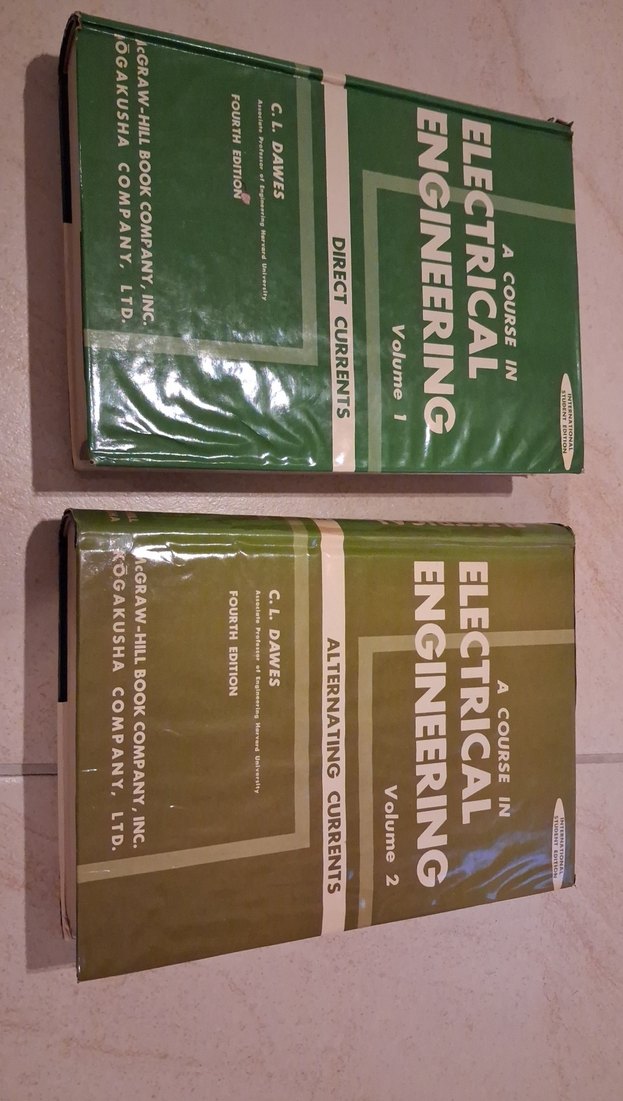 INTERNATIONAL
STUDENT EDITION
A COURSE IN
ELECTRICAL
ENGINEERING
Volume 1
DIRECT CURRENTS
C. L. DAWES
Associate Professor of Engineering Harvard University
FOURTH EDITION
McGRAW-HILL BOOK COMPANY, INC.
KŌGAKUSHA COMPANY, LTD.
INTERNATIONAL
STUDENT EDITION
A COURSE IN
ELECTRICAL
ENGINEERING
Volume 2
ALTERNATING CURRENTS
C. L. DAWES
Associate Professor of Engineering Harvard University
FOURTH EDITION
McGRAW-HILL BOOK COMPANY, INC.
KŌGAKUSHA COMPANY, LTD.